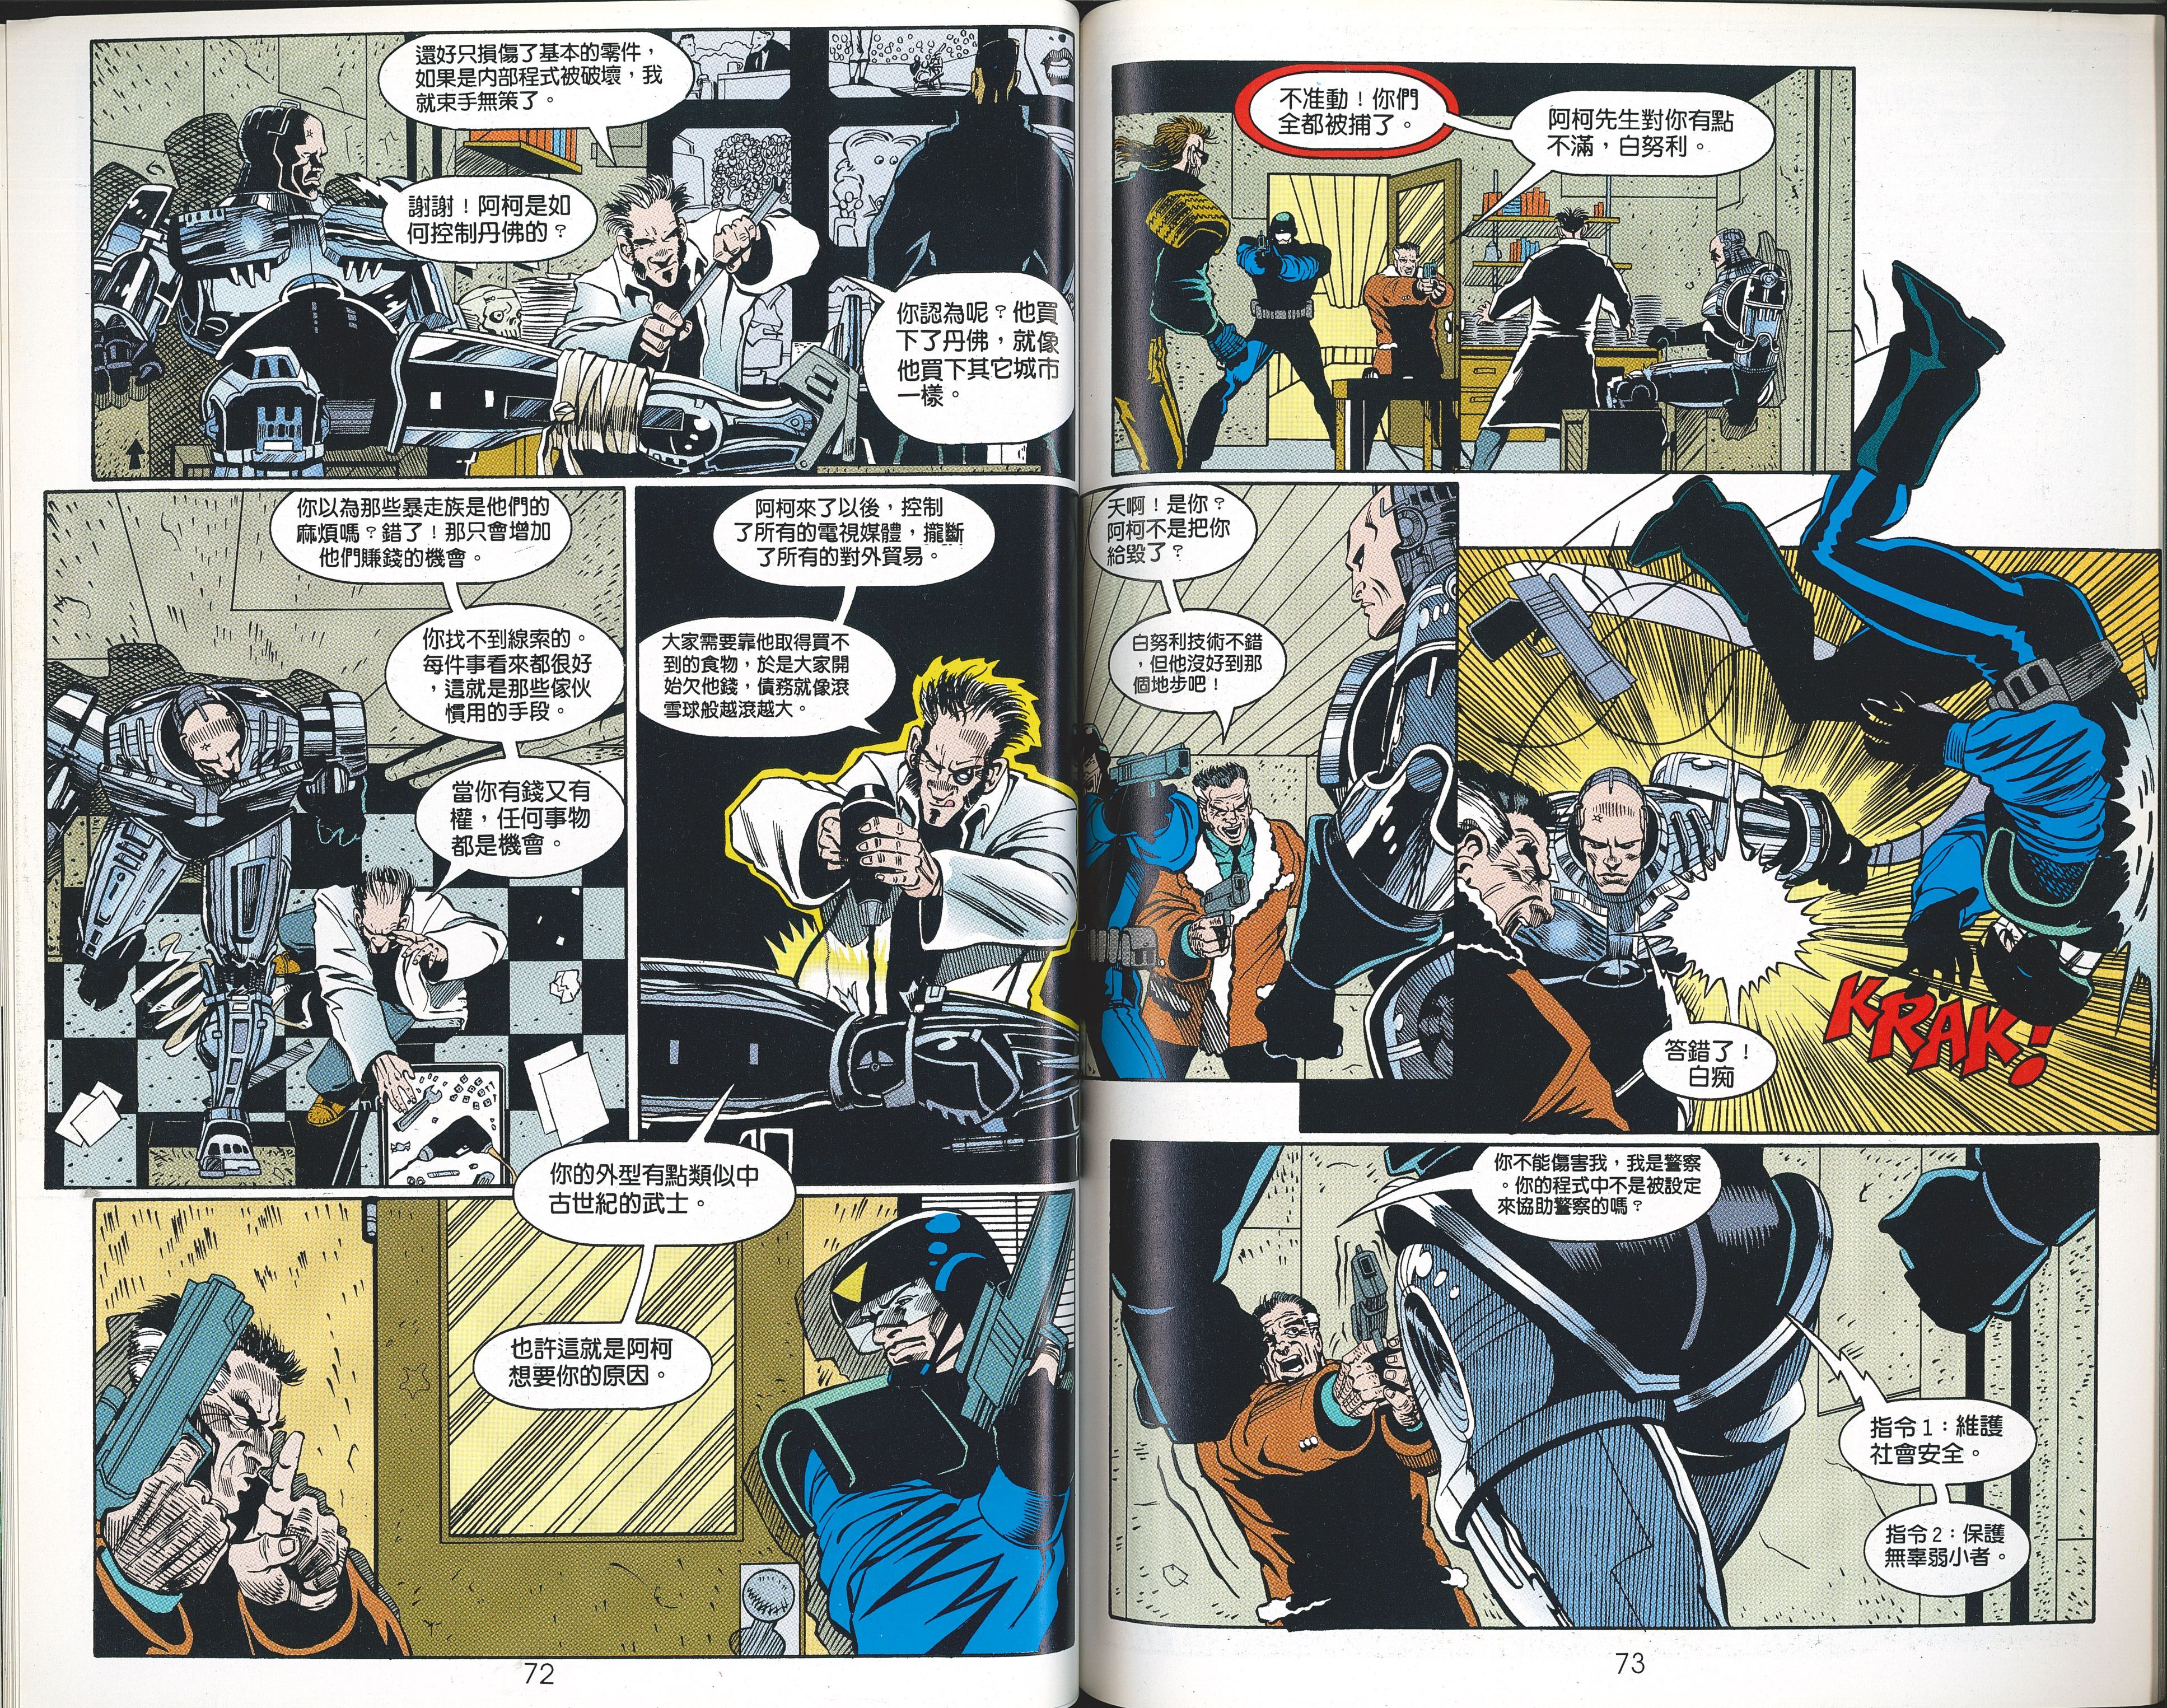 還好只損傷了基本的零件，
如果是内部程式被破壞，我
就束手無策了。
謝謝！阿柯是如
何控制丹佛的？
你認為呢？他買
下了丹佛，就像
他買下其它城市
一樣。
你以為那些暴走族是他們的
麻煩嗎？錯了！那只會增加
他們賺錢的機會。
你找不到線索的。
每件事看來都很好
，這就是那些傢伙
慣用的手段。
當你有錢又有
權，任何事物
都是機會。
阿柯來了以後，控制
了所有的電視媒體，攏斷
了所有的對外貿易。
大家需要靠他取得買不
到的食物，於是大家開
始欠他錢，債務就像滾
雪球般越滾越大。
你的外型有點類似中
古世紀的武士。
也許這就是阿柯
想要你的原因。
72
不准動！你們
全都被捕了。
阿柯先生對你有點
不滿，白努利。
天啊！是你？
阿柯不是把你
給毀了？
白努利技術不錯
，但他沒好到那
個地步吧！
答錯了！
白痴
KRAK!
你不能傷害我，我是警察
。你的程式中不是被設定
來協助警察的嗎？
指令1：維護
社會安全。
指令2：保護
無辜弱小者。
73